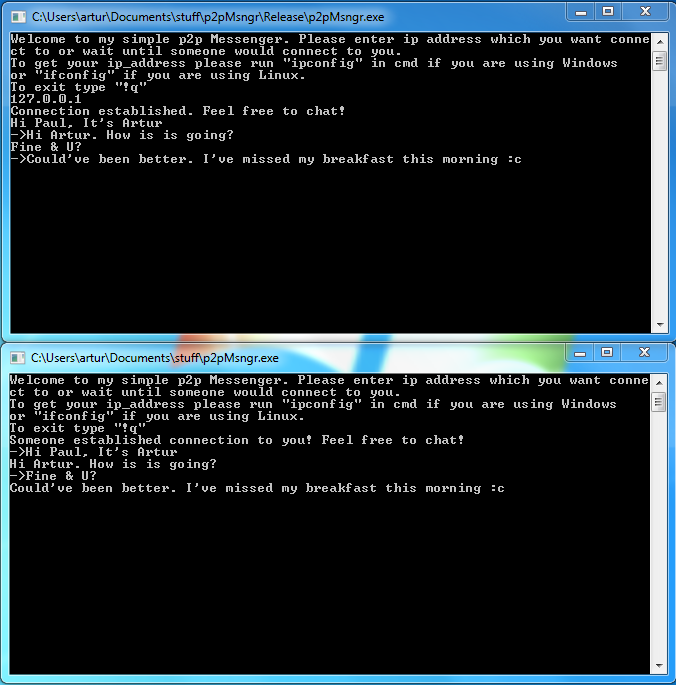 C:\Users\artur\Documents\stuff\p2pMsngr\Release\p2pMsngr.exe
Welcome to my simple p2p Messenger. Please enter ip address which you want conne
ct to or wait until someone would connect to you.
To get your ip_address please run "ipconfig" in cmd if you are using Windows
or "ifconfig" if you are using Linux.
To exit type "!q"
127.0.0.1
Connection established. Feel free to chat!
Hi Paul, It's Artur
->Hi Artur. How is is going?
Fine & U?
->Could've been better. I've missed my breakfast this morning :c
C:\Users\artur\Documents\stuff\p2pMsngr.exe
Welcome to my simple p2p Messenger. Please enter ip address which you want conne
ct to or wait until someone would connect to you.
To get your ip_address please run "ipconfig" in cmd if you are using Windows
or "ifconfig" if you are using Linux.
To exit type "!q"
Someone established connection to you! Feel free to chat!
->Hi Paul, It's Artur
Hi Artur. How is is going?
->Fine & U?
Could've been better. I've missed my breakfast this morning :c